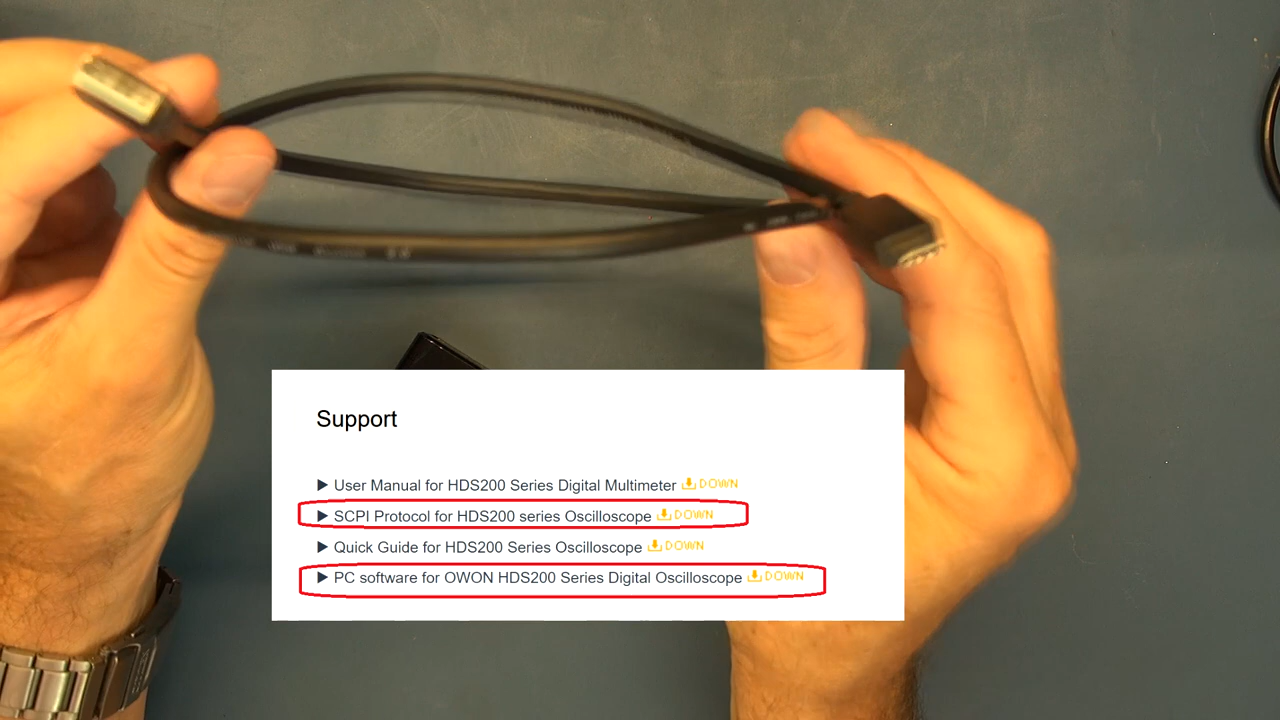 Support
▶ User Manual for HDS200 Series Digital Multimeter DOWN
▶ SCPI Protocol for HDS200 series Oscilloscope DOWN
▶ Quick Guide for HDS200 Series Oscilloscope DOWN
▶ PC software for OWON HDS200 Series Digital Oscilloscope DOWN